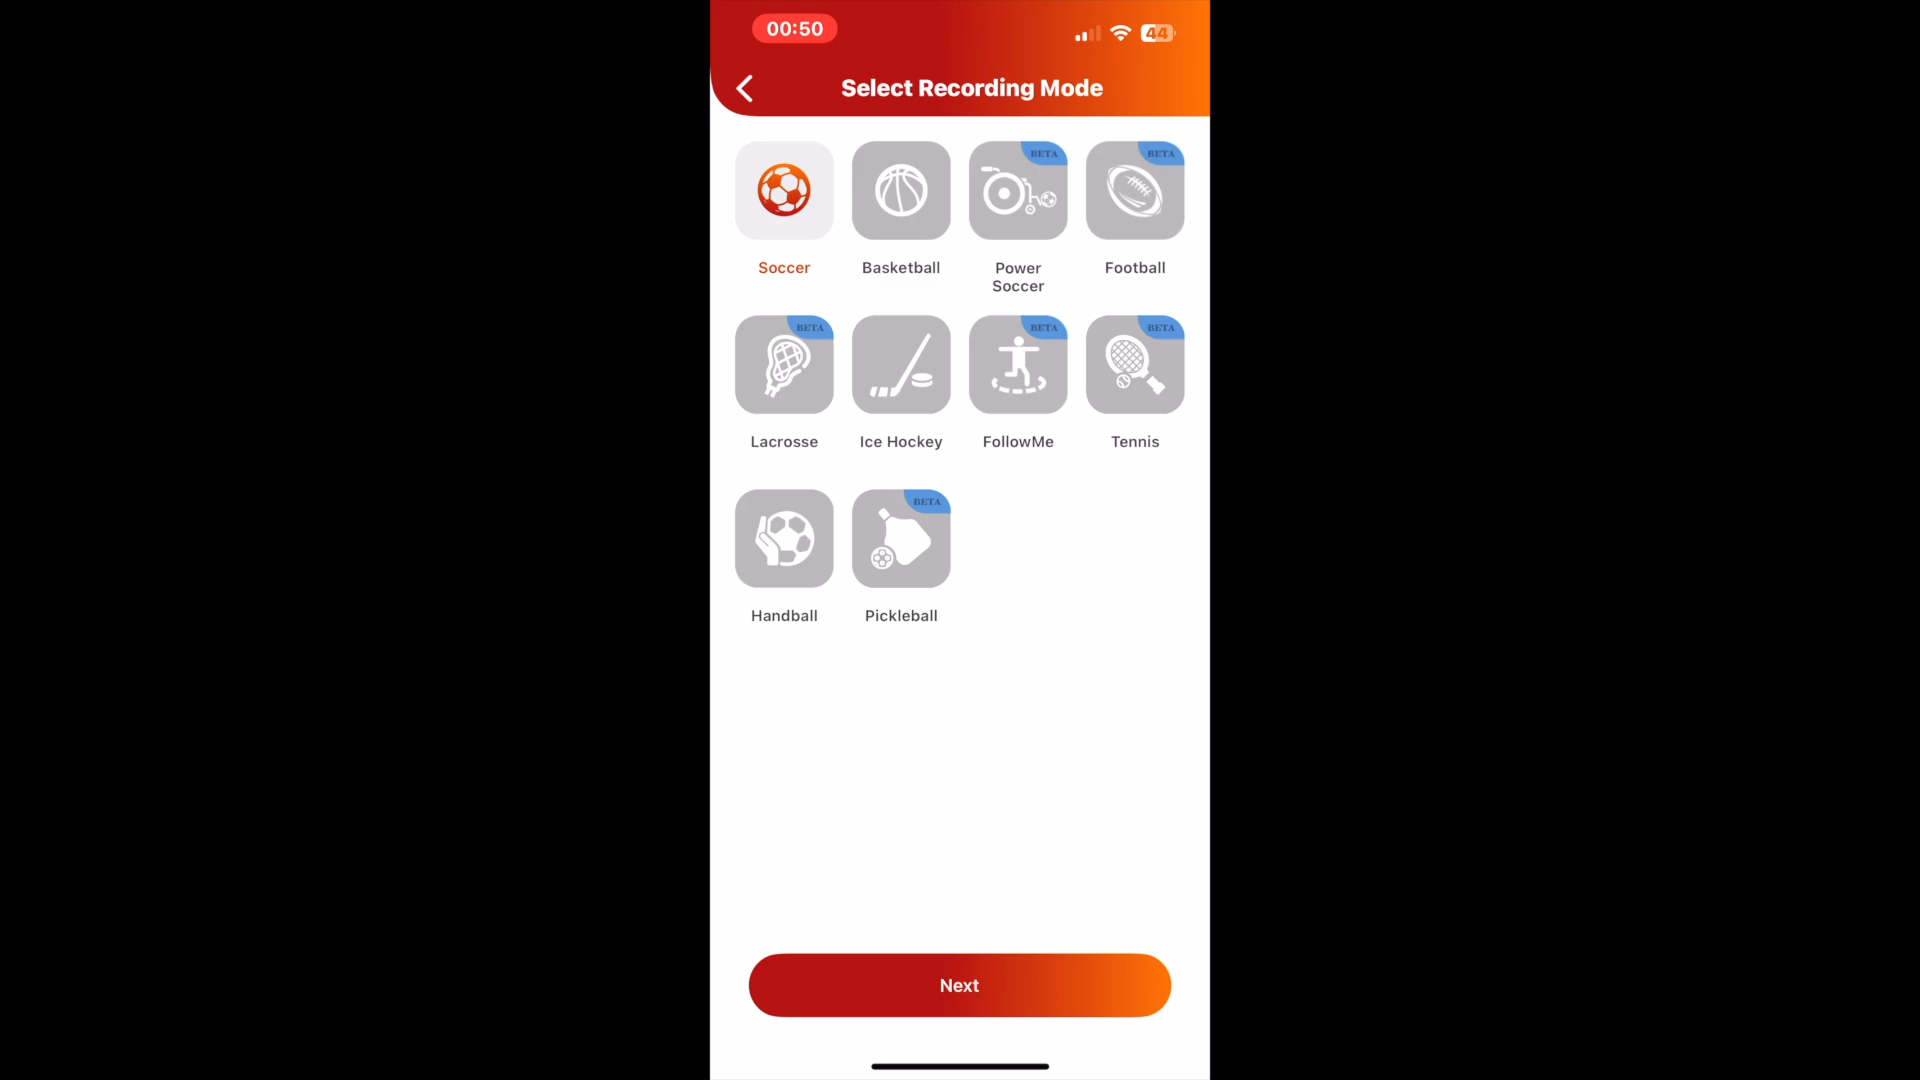 00:50
44
Select Recording Mode
BETA
BETA
Soccer
Basketball
Power
Soccer
Football
BETA
BETA
BETA
Lacrosse
Ice Hockey
FollowMe
Tennis
BETA
Handball
Pickleball
Next